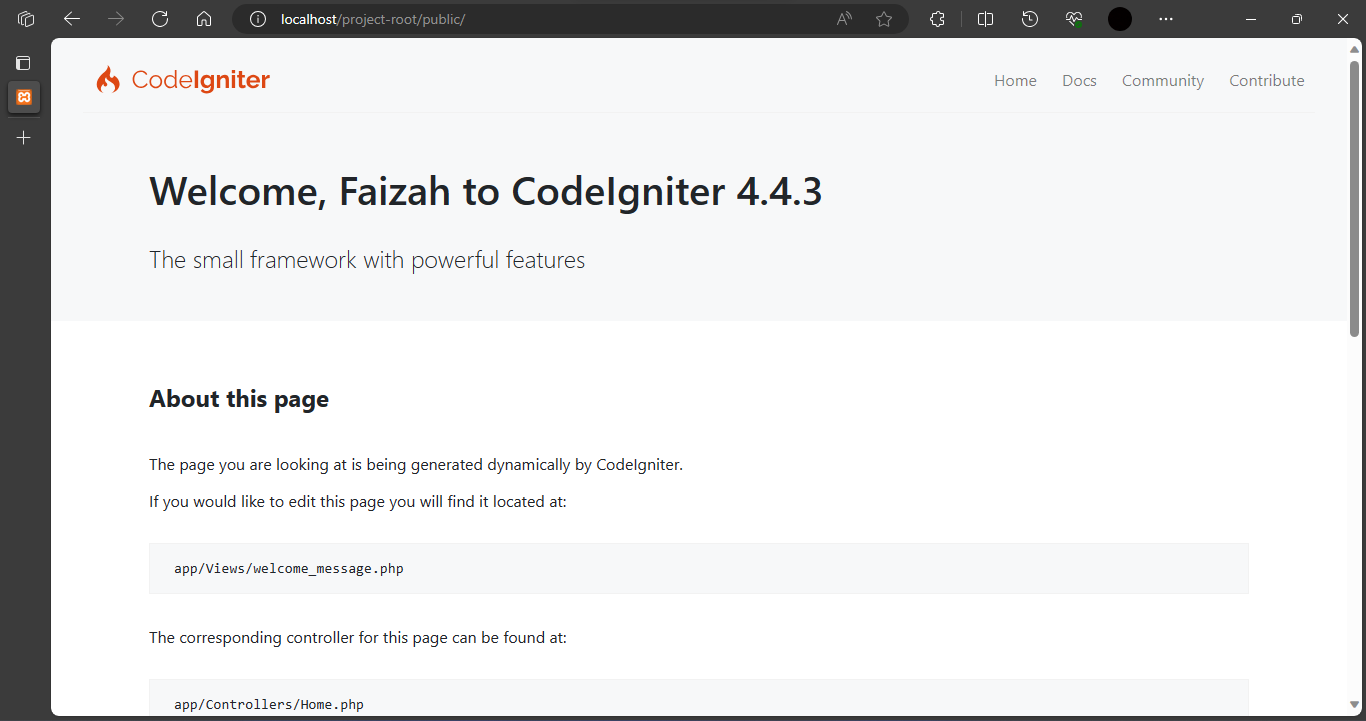 localhost/project-root/public/
CodeIgniter
Home Docs Community Contribute
Welcome, Faizah to CodeIgniter 4.4.3
The small framework with powerful features
About this page
The page you are looking at is being generated dynamically by CodeIgniter.
If you would like to edit this page you will find it located at:
app/Views/welcome_message.php
The corresponding controller for this page can be found at:
app/Controllers/Home.php